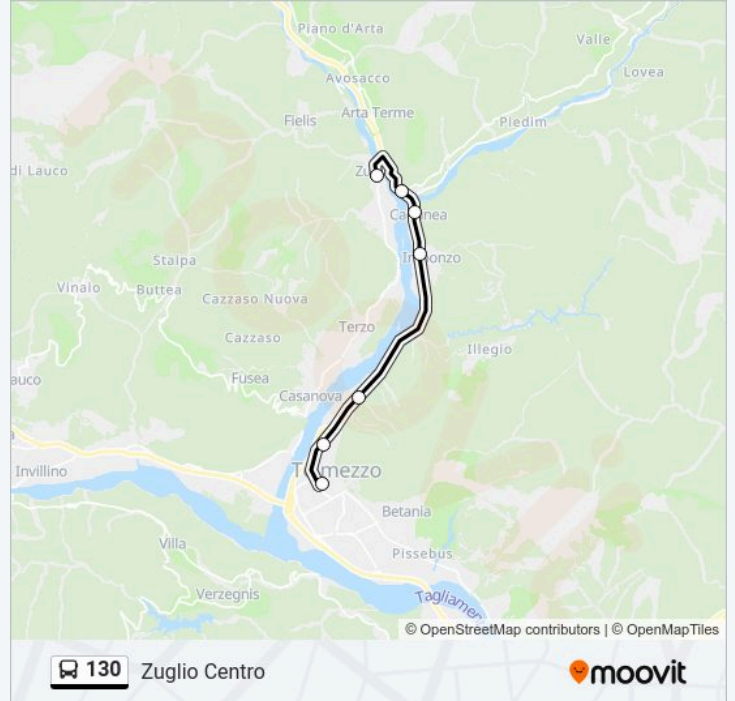 Piano d'Arta
Valle
Lovea
Avosacco
Arta Terme
Fielis
Piedim
di Lauco
Stalpa
Vinaio
Buttea
Cazzaso Nuova
Terzo
Cazzaso
Illegio
Fusea
auco
Casanova
Invillino
Betania
Villa
Pissebus
Verzegnis
Tagliamen
© OpenStreetMap contributors | © OpenMapTiles
130 Zuglio Centro
moovit